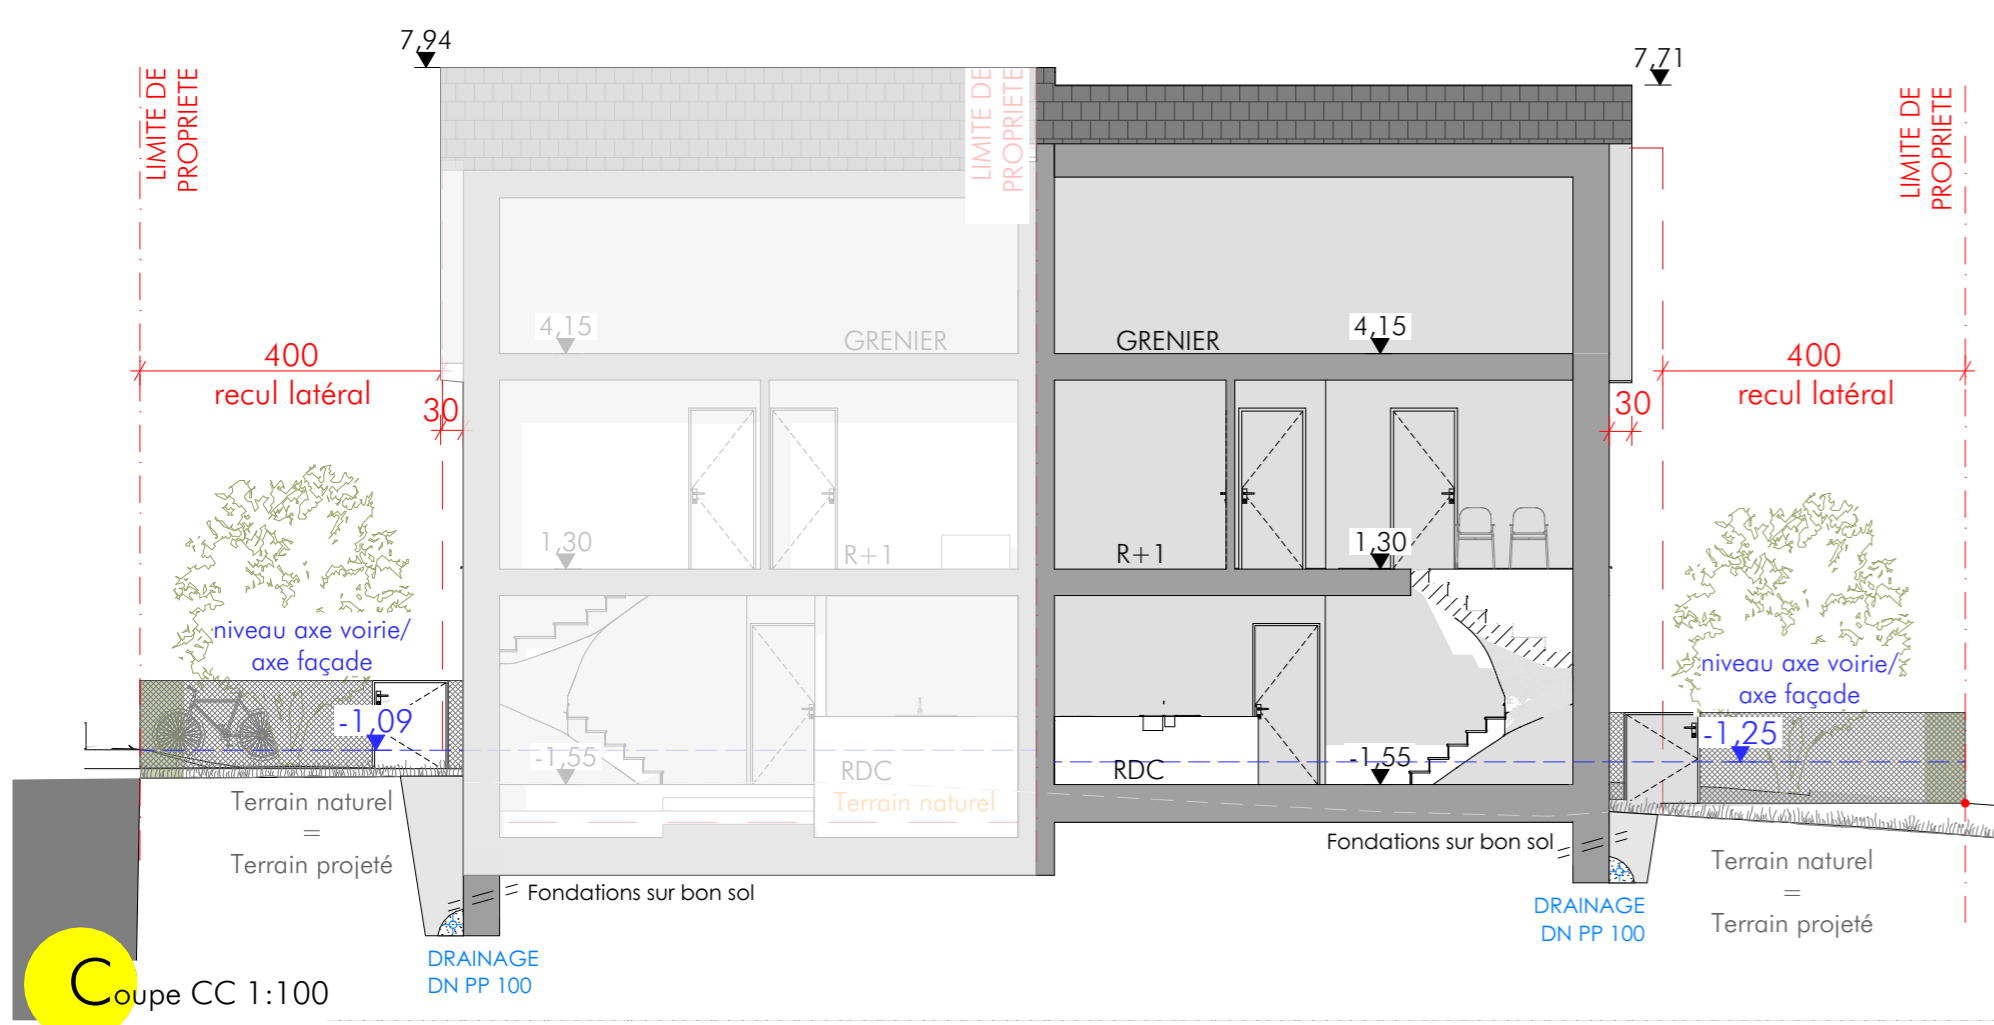 7,94
7,71
LIMITE DE
PROPRIETE
LIMITE DE
PROPRIETE
LIMITE DE
PROPRIETE
4,15
GRENIER
GRENIER
4,15
400
recul latéral
30
400
recul latéral
30
1,30
R+1
R+1
1,30
niveau axe voirie/
axe façade
-1,09
niveau axe voirie/
axe façade
-1,25
-1,55
RDC
Terrain naturel
RDC
-1,55
Terrain naturel
=
Terrain projeté
Fondations sur bon sol
Terrain naturel
=
Terrain projeté
Fondations sur bon sol
DRAINAGE
DN PP 100
DRAINAGE
DN PP 100
Coupe CC 1:100